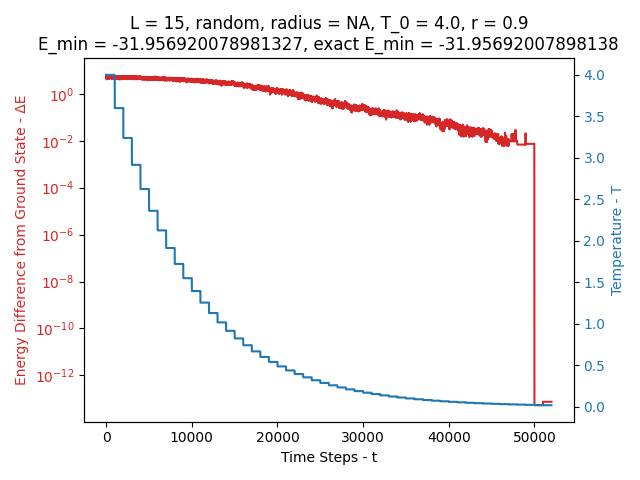 L = 15, random, radius = NA, T_0 = 4.0, r = 0.9
E_min = -31.956920078981327, exact E_min = -31.95692007898138
Energy Difference from Ground State - ΔE
10⁰
10⁻²
10⁻⁴
10⁻⁶
10⁻⁸
10⁻¹⁰
10⁻¹²
4.0
3.5
3.0
2.5
2.0
1.5
1.0
0.5
0.0
Temperature - T
0 10000 20000 30000 40000 50000
Time Steps - t